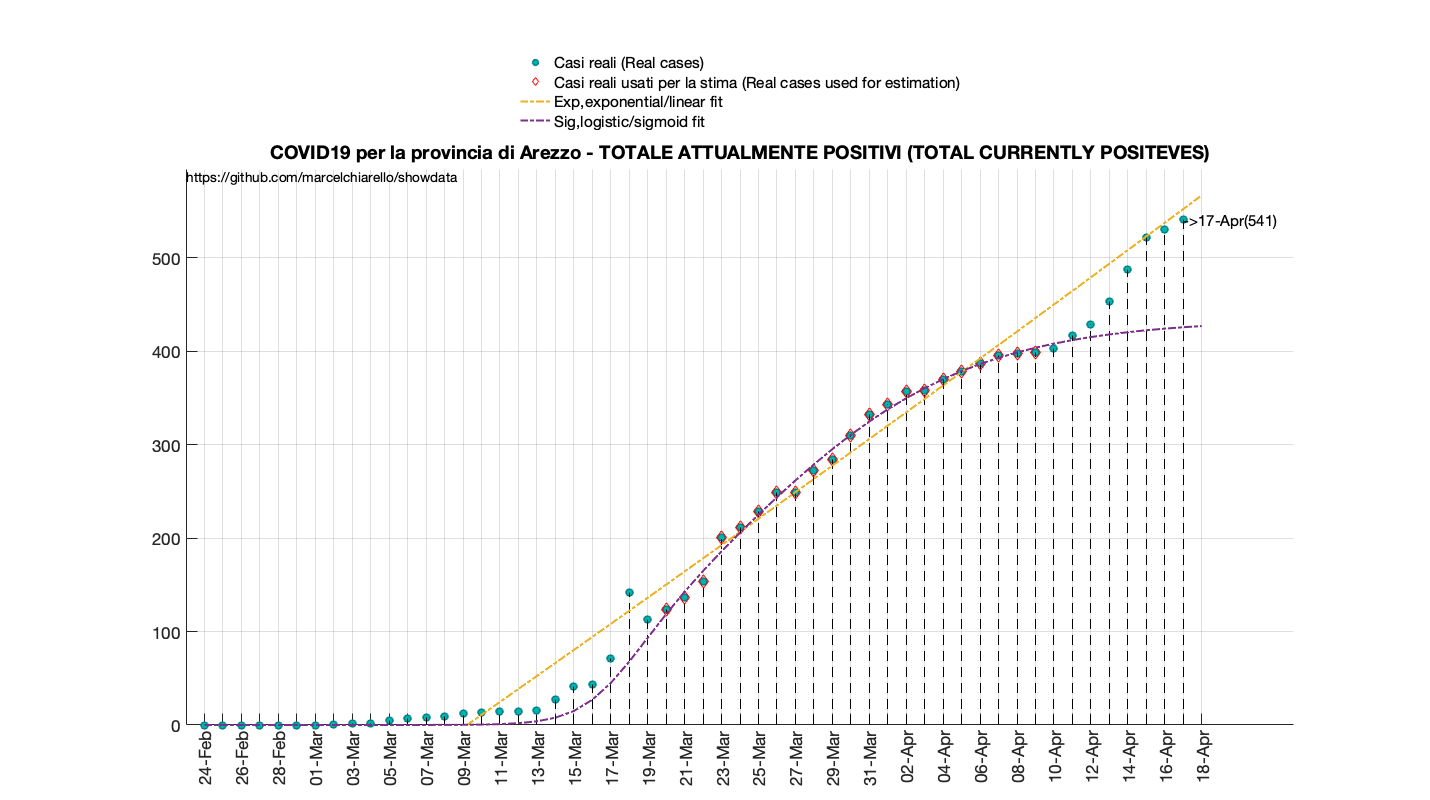 Casi reali (Real cases)
Casi reali usati per la stima (Real cases used for estimation)
Exp,exponential/linear fit
Sig,logistic/sigmoid fit
COVID19 per la provincia di Arezzo - TOTALE ATTUALMENTE POSITIVI (TOTAL CURRENTLY POSITEVES)
https://github.com/marcelchiarello/showdata
->17-Apr(541)
500
400
300
200
100
0
24-Feb
26-Feb
28-Feb
01-Mar
03-Mar
05-Mar
07-Mar
09-Mar
11-Mar
13-Mar
15-Mar
17-Mar
19-Mar
21-Mar
23-Mar
25-Mar
27-Mar
29-Mar
31-Mar
02-Apr
04-Apr
06-Apr
08-Apr
10-Apr
12-Apr
14-Apr
16-Apr
18-Apr